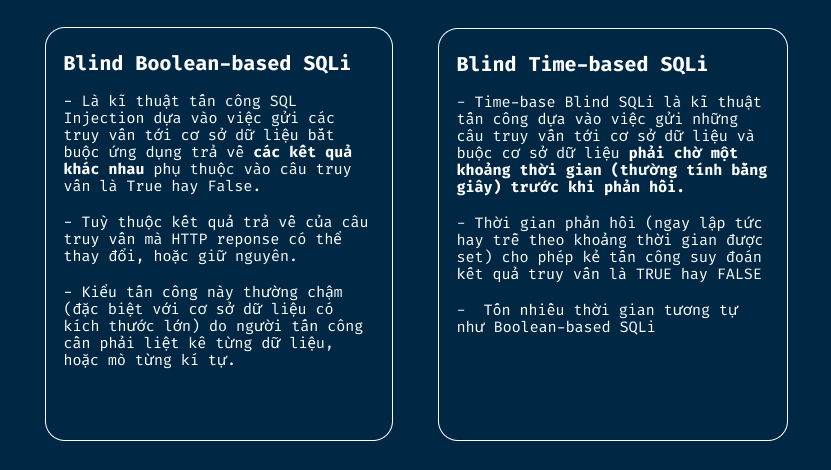 Blind Boolean-based SQLi
- Là kĩ thuật tấn công SQL
Injection dựa vào việc gửi các
truy vấn tới cơ sở dữ liệu bắt
buộc ứng dụng trả về các kết quả
khác nhau phụ thuộc vào câu truy
vấn là True hay False.
- Tuỳ thuộc kết quả trả về của câu
truy vấn mà HTTP reponse có thể
thay đổi, hoặc giữ nguyên.
- Kiểu tấn công này thường chậm
(đặc biệt với cơ sở dữ liệu có
kích thước lớn) do người tấn công
cần phải liệt kê từng dữ liệu,
hoặc mò từng kí tự.
Blind Time-based SQLi
- Time-base Blind SQLi là kĩ thuật
tấn công dựa vào việc gửi những
câu truy vấn tới cơ sở dữ liệu và
buộc cơ sở dữ liệu phải chờ một
khoảng thời gian (thường tính bằng
giây) trước khi phản hồi.
- Thời gian phản hồi (ngay lập tức
hay trễ theo khoảng thời gian được
set) cho phép kẻ tấn công suy đoán
kết quả truy vấn là TRUE hay FALSE
- Tốn nhiều thời gian tương tự
như Boolean-based SQLi